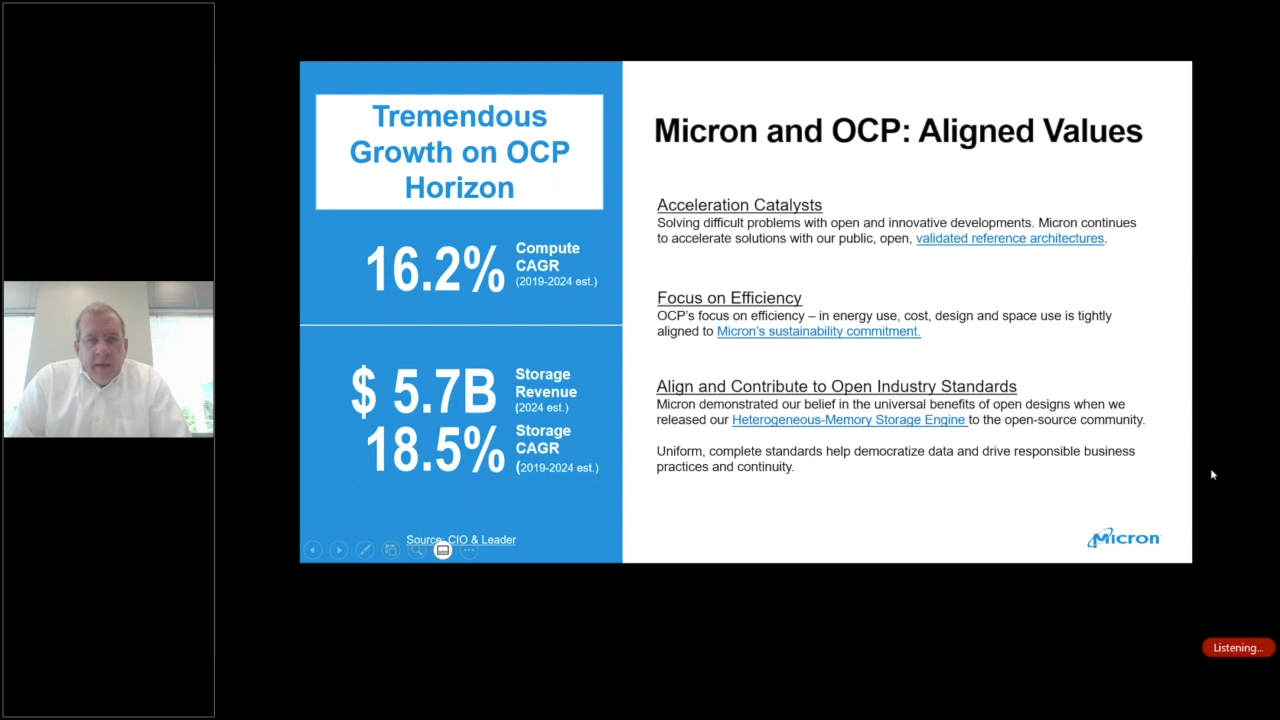 Tremendous
Growth on OCP
Horizon
16.2%
Compute
CAGR
(2019-2024 est.)
$ 5.7B
Storage
Revenue
(2024 est.)
18.5%
Storage
CAGR
(2019-2024 est.)
Source: CIO & Leader
Micron and OCP: Aligned Values
Acceleration Catalysts
Solving difficult problems with open and innovative developments. Micron continues
to accelerate solutions with our public, open, validated reference architectures.
Focus on Efficiency
OCP's focus on efficiency – in energy use, cost, design and space use is tightly
aligned to Micron's sustainability commitment.
Align and Contribute to Open Industry Standards
Micron demonstrated our belief in the universal benefits of open designs when we
released our Heterogeneous-Memory Storage Engine to the open-source community.
Uniform, complete standards help democratize data and drive responsible business
practices and continuity.
Micron
Listening...